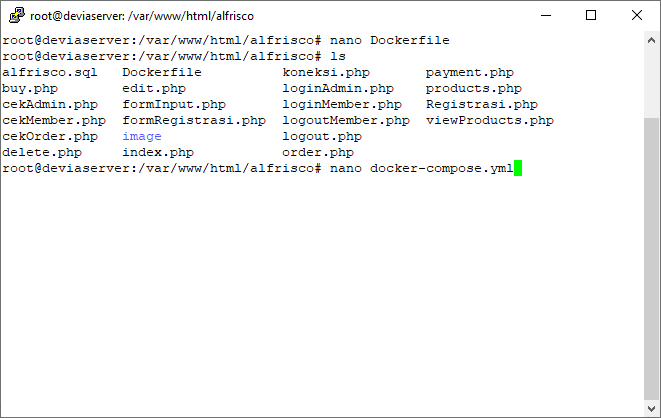 root@deviaserver: /var/www/html/alfrisco
root@deviaserver:/var/www/html/alfrisco# nano Dockerfile
root@deviaserver:/var/www/html/alfrisco# ls
alfrisco.sql   Dockerfile          koneksi.php       payment.php
buy.php        edit.php            loginAdmin.php    products.php
cekAdmin.php   formInput.php       loginMember.php   Registrasi.php
cekMember.php  formRegistrasi.php  logoutMember.php  viewProducts.php
cekOrder.php   image               logout.php
delete.php     index.php           order.php
root@deviaserver:/var/www/html/alfrisco# nano docker-compose.yml